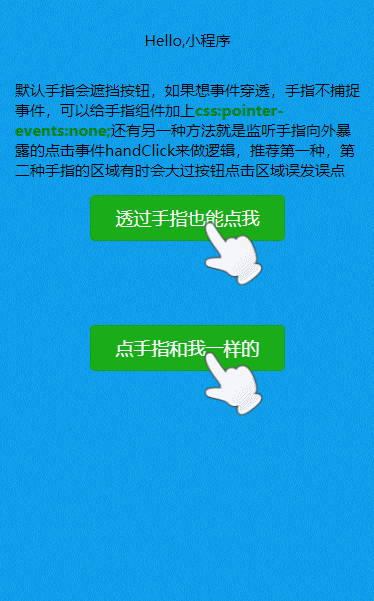 Hello,小程序
默认手指会遮挡按钮，如果想事件穿透，手指不捕捉
事件，可以给手指组件加上css:pointer-
events:none;还有另一种方法就是监听手指向外暴
露的点击事件handClick来做逻辑，推荐第一种，第
二种手指的区域有时会大过按钮点击区域误发误点
透过手指也能点我
点手指和我一样的